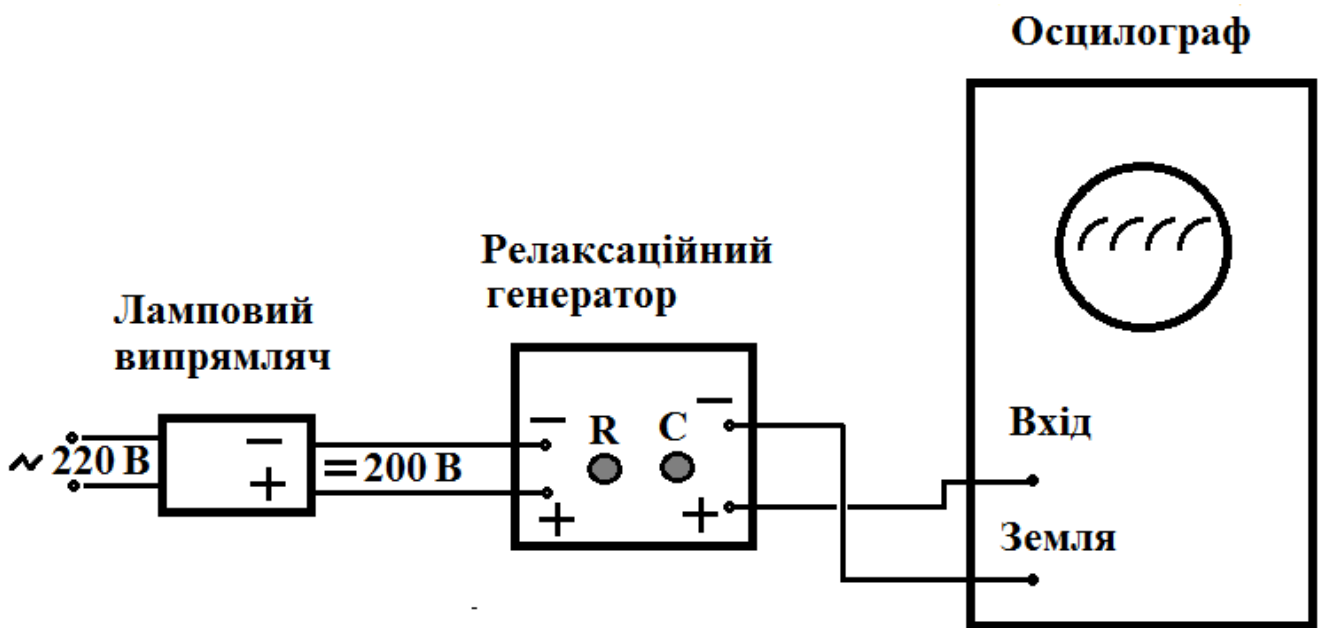 Осцилограф
Релаксаційний
генератор
Ламповий
випрямляч
Вхід
Земля
~ 220 В
−
+
= 200 В
−
+
R
C
−
+